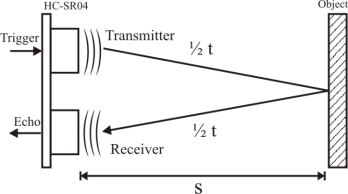 HC-SR04
Object
Trigger
Transmitter
½ t
Echo
½ t
Receiver
S